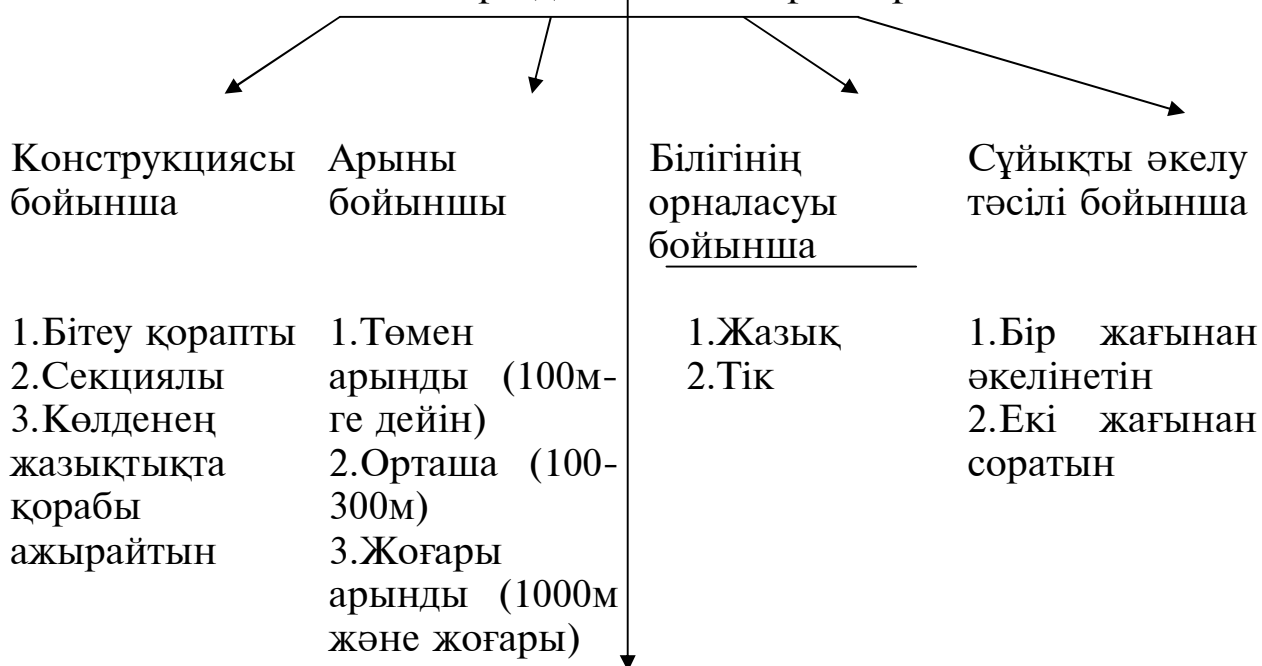 Конструкциясы
бойынша
Арыны
бойыншы
Білігінің
орналасуы
бойынша
Сұйықты әкелу
тәсілі бойынша
1.Бітеу қорапты
2.Секциялы
3.Көлденең
жазықтықта
қорабы
ажырайтын
1.Төмен
арынды (100м-
ге дейін)
2.Орташа (100-
300м)
3.Жоғары
арынды (1000м
және жоғары)
1.Жазық
2.Тік
1.Бір жағынан
әкелінетін
2.Екі жағынан
соратын